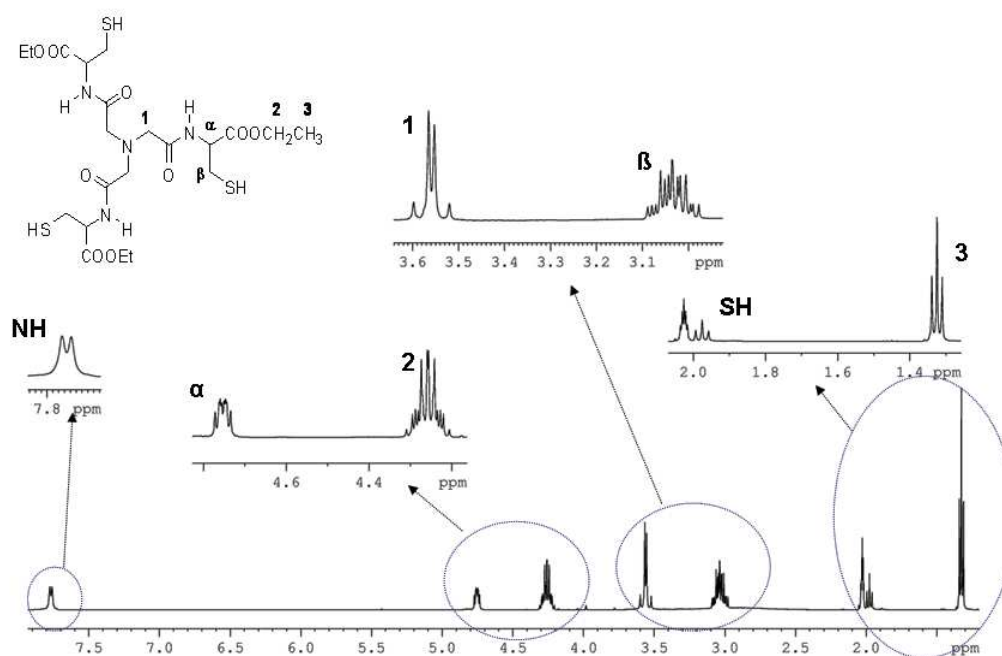 SH
EtOOC
O
H
N
1
H
N
α
2
3
COOCH2CH3
N
O
β
SH
O
N
H
HS
COOEt
1
ß
3.6 3.5 3.4 3.3 3.2 3.1 ppm
3
SH
2.0 1.8 1.6 1.4 ppm
NH
7.8 ppm
α
2
4.6 4.4 ppm
7.5 7.0 6.5 6.0 5.5 5.0 4.5 4.0 3.5 3.0 2.5 2.0 ppm